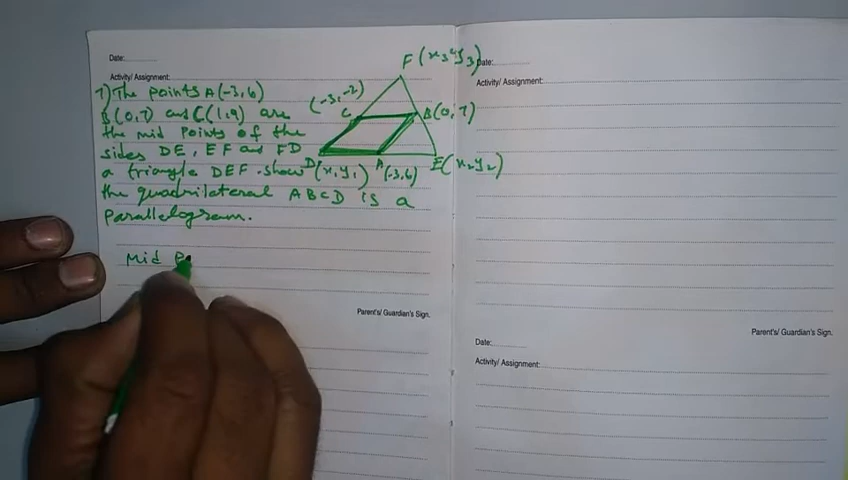 Date:
Activity/ Assignment:
7) The points A(-3,6)
B(0,7) and C(1,9) are
the mid points of the
sides DE, EF and FD
a triangle DEF. show
the quadrilateral ABCD is a
parallelogram.
F(x3 y3)
(-3,-2)
C
B(0,7)
D(x1 y1)
A
(-3,6)
E(x2 y2)
Mid P
Parent's/ Guardian's Sign.
Date:
Activity/ Assignment:
Parent's/ Guardian's Sign.
Date:
Activity/ Assignment: